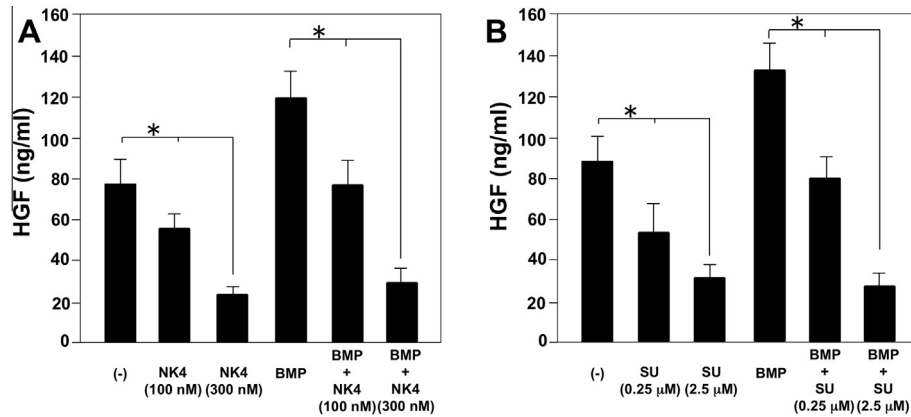 A
HGF (ng/ml)
160
140
120
100
80
60
40
20
0
*
*
(-)
NK4
(100 nM)
NK4
(300 nM)
BMP
BMP
+
NK4
(100 nM)
BMP
+
NK4
(300 nM)
B
HGF (ng/ml)
160
140
120
100
80
60
40
20
0
*
*
(-)
SU
(0.25 μM)
SU
(2.5 μM)
BMP
BMP
+
SU
(0.25 μM)
BMP
+
SU
(2.5 μM)